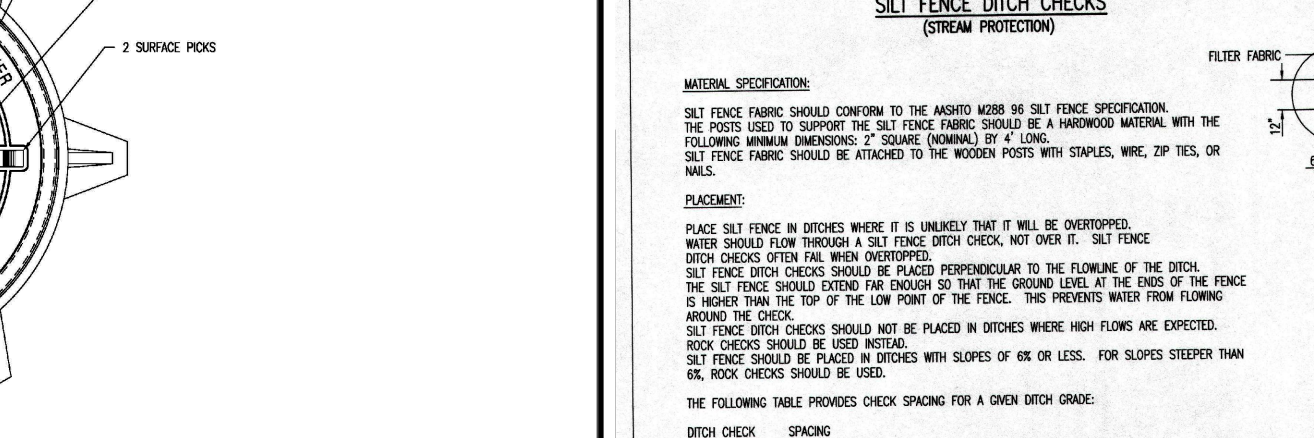 2 SURFACE PICKS
SILT FENCE DITCH CHECKS
(STREAM PROTECTION)
FILTER FABRIC
12"
MATERIAL SPECIFICATION:
SILT FENCE FABRIC SHOULD CONFORM TO THE AASHTO M288 96 SILT FENCE SPECIFICATION.
THE POSTS USED TO SUPPORT THE SILT FENCE FABRIC SHOULD BE A HARDWOOD MATERIAL WITH THE
FOLLOWING MINIMUM DIMENSIONS: 2" SQUARE (NOMINAL) BY 4' LONG.
SILT FENCE FABRIC SHOULD BE ATTACHED TO THE WOODEN POSTS WITH STAPLES, WIRE, ZIP TIES, OR
NAILS.
PLACEMENT:
PLACE SILT FENCE IN DITCHES WHERE IT IS UNLIKELY THAT IT WILL BE OVERTOPPED.
WATER SHOULD FLOW THROUGH A SILT FENCE DITCH CHECK, NOT OVER IT. SILT FENCE
DITCH CHECKS OFTEN FAIL WHEN OVERTOPPED.
SILT FENCE DITCH CHECKS SHOULD BE PLACED PERPENDICULAR TO THE FLOWLINE OF THE DITCH.
THE SILT FENCE SHOULD EXTEND FAR ENOUGH SO THAT THE GROUND LEVEL AT THE ENDS OF THE FENCE
IS HIGHER THAN THE TOP OF THE LOW POINT OF THE FENCE. THIS PREVENTS WATER FROM FLOWING
AROUND THE CHECK.
SILT FENCE DITCH CHECKS SHOULD NOT BE PLACED IN DITCHES WHERE HIGH FLOWS ARE EXPECTED.
ROCK CHECKS SHOULD BE USED INSTEAD.
SILT FENCE SHOULD BE PLACED IN DITCHES WITH SLOPES OF 6% OR LESS. FOR SLOPES STEEPER THAN
6%, ROCK CHECKS SHOULD BE USED.
THE FOLLOWING TABLE PROVIDES CHECK SPACING FOR A GIVEN DITCH GRADE:
DITCH CHECK SPACING